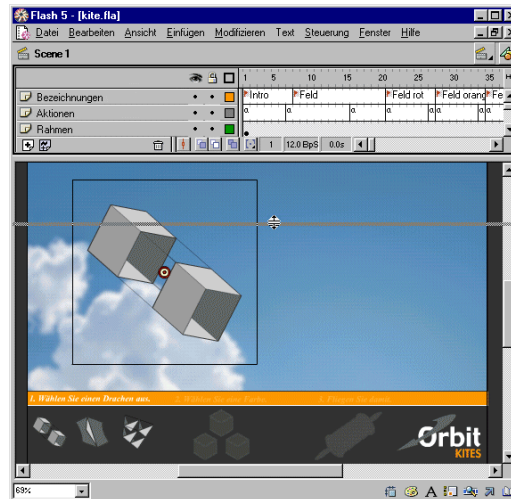 Flash 5 - [kite.fla]
Datei Bearbeiten Ansicht Einfügen Modifizieren Text Steuerung Fenster Hilfe
Scene 1
1 5 10 15 20 25 30 35
Bezeichnungen Intro Feld Feld rot Feld orang Fe
Aktionen a a a a a a a a
Rahmen
1 12.0 BpS 0.0s
1. Wählen Sie einen Drachen aus. 2. Wählen Sie eine Farbe 3. Fliegen Sie damit
Orbit
KITES
69%
A